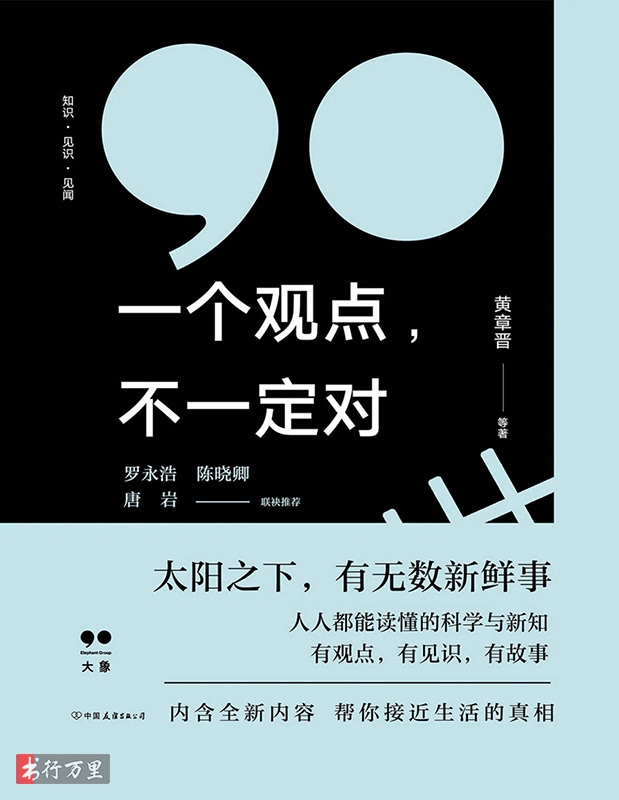 知识·见识·见闻
一个观点，
不一定对
黄章晋
等著
罗永浩 陈晓卿
唐 岩
联袂推荐
太阳之下，有无数新鲜事
人人都能读懂的科学与新知
有观点，有见识，有故事
Elephant Group
大象
中国友谊出版公司
内含全新内容 帮你接近生活的真相
书行万里